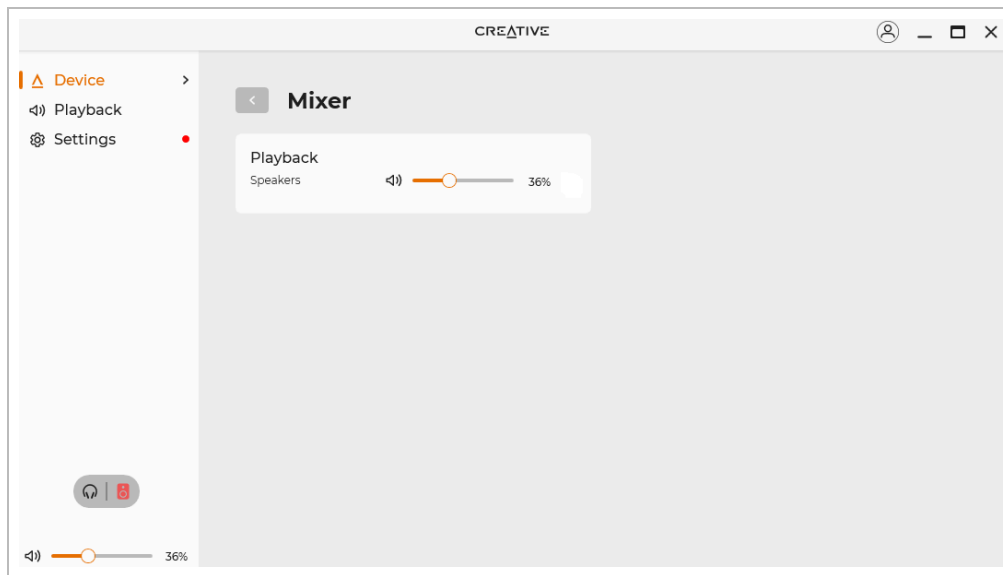 CREATIVE
Device
Playback
Settings
Mixer
Playback
Speakers
36%
36%